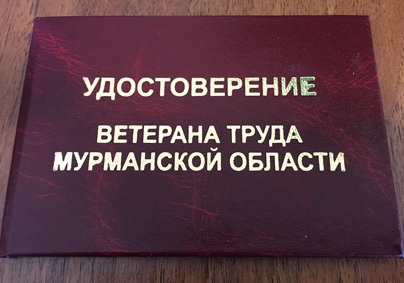 УДОСТОВЕРЕНИЕ
ВЕТЕРАНА ТРУДА
МУРМАНСКОЙ ОБЛАСТИ